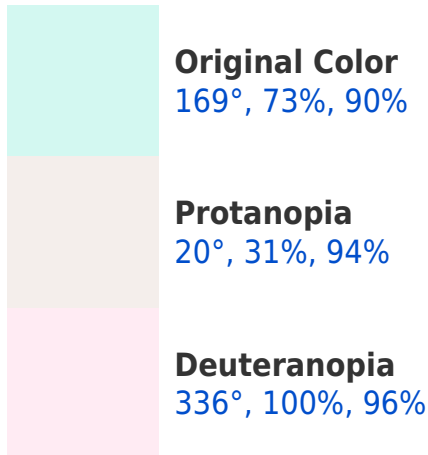 Original Color
169°, 73%, 90%
Protanopia
20°, 31%, 94%
Deuteranopia
336°, 100%, 96%